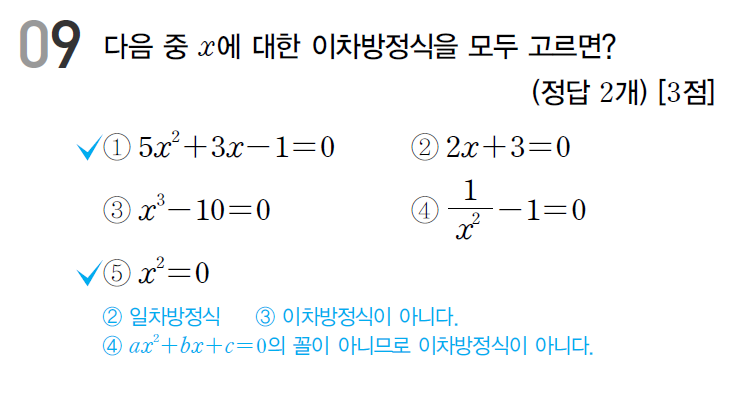 09 다음 중 x에 대한 이차방정식을 모두 고르면?
(정답 2개) [3점]
① 5x²+3x-1=0 ② 2x+3=0
③ x³-10=0 ④ 1/x²-1=0
⑤ x²=0
② 일차방정식 ③ 이차방정식이 아니다.
④ ax²+bx+c=0의 꼴이 아니므로 이차방정식이 아니다.